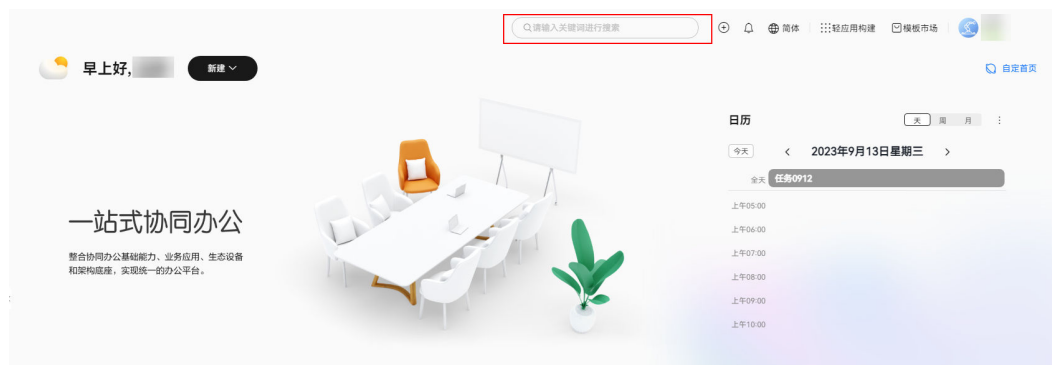 请输入关键词进行搜索
简体
轻应用构建
模板市场
早上好,
新建
自定首页
日历
天 周 月
今天 < 2023年9月13日星期三 >
全天 任务0912
上午05:00
上午06:00
上午07:00
上午08:00
上午09:00
上午10:00
一站式协同办公
整合协同办公基础能力、业务应用、生态设备
和架构底座，实现统一的办公平台。